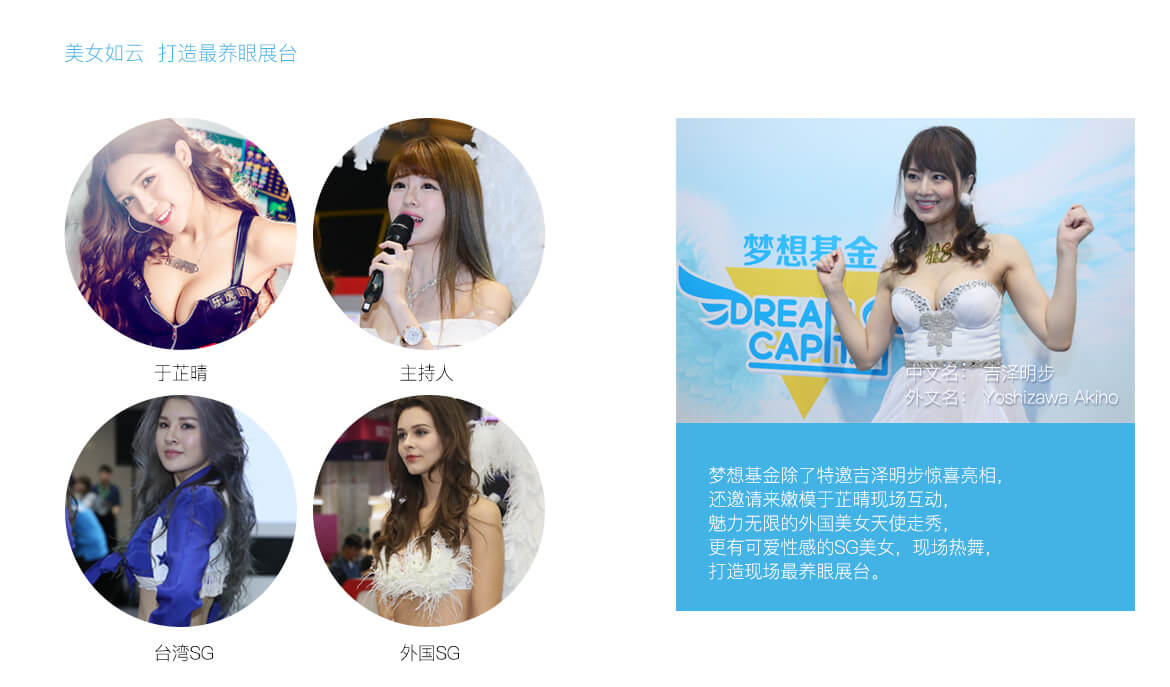 美女如云 打造最养眼展台
于芷晴
主持人
台湾SG
外国SG
乐虎国
梦想基金
DREAM C
CAPIT
中文名： 吉泽明步
外文名： Yoshizawa Akiho
梦想基金除了特邀吉泽明步惊喜亮相，
还邀请来嫩模于芷晴现场互动，
魅力无限的外国美女天使走秀，
更有可爱性感的SG美女，现场热舞，
打造现场最养眼展台。